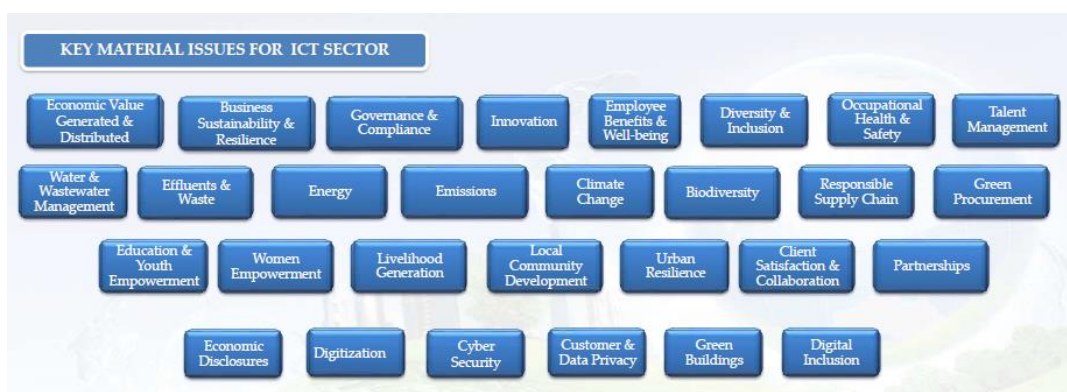 KEY MATERIAL ISSUES FOR ICT SECTOR
Economic Value
Generated &
Distributed
Business
Sustainability &
Resilience
Governance &
Compliance
Innovation
Employee
Benefits &
Well-being
Diversity &
Inclusion
Occupational
Health &
Safety
Talent
Management
Water &
Wastewater
Management
Effluents &
Waste
Energy
Emissions
Climate
Change
Biodiversity
Responsible
Supply Chain
Green
Procurement
Education &
Youth
Empowerment
Women
Empowerment
Livelihood
Generation
Local
Community
Development
Urban
Resilience
Client
Satisfaction &
Collaboration
Partnerships
Economic
Disclosures
Digitization
Cyber
Security
Customer &
Data Privacy
Green
Buildings
Digital
Inclusion